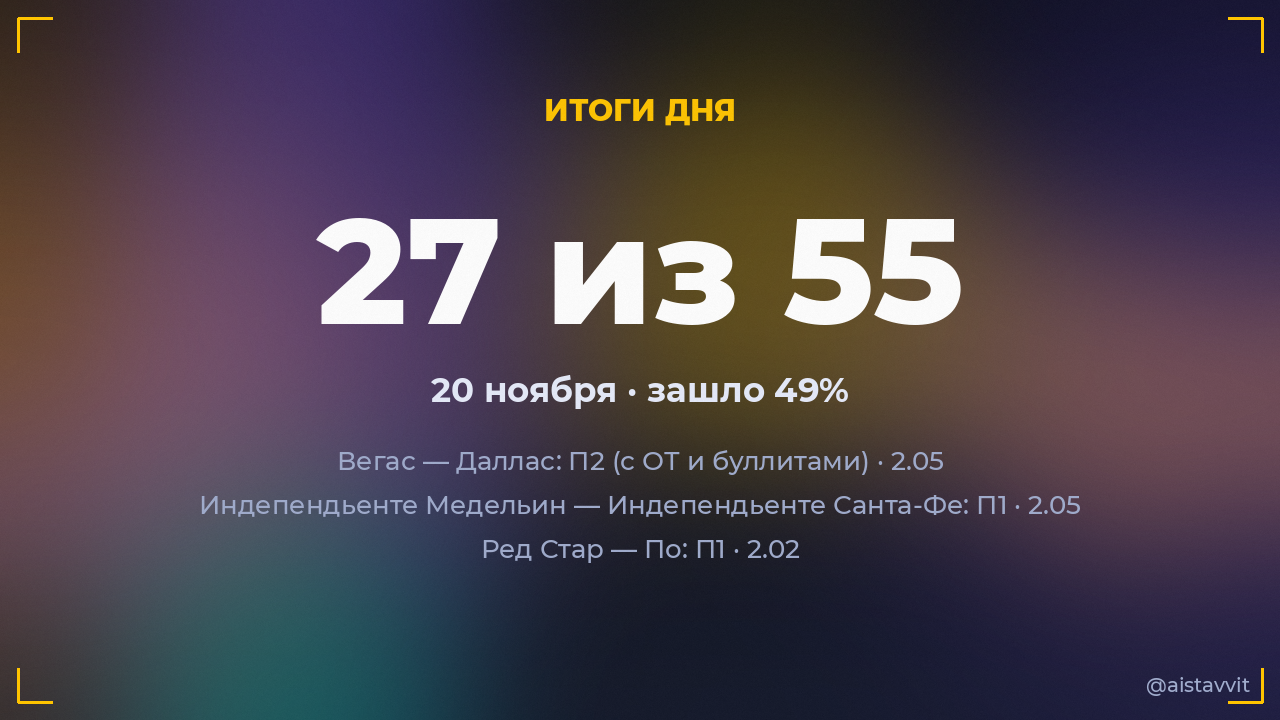 ИТОГИ ДНЯ
27 из 55
20 ноября · зашло 49%
Вегас — Даллас: П2 (с ОТ и буллитами) · 2.05
Индепендьенте Медельин — Индепендьенте Санта-Фе: П1 · 2.05
Ред Стар — По: П1 · 2.02
@aistavvit